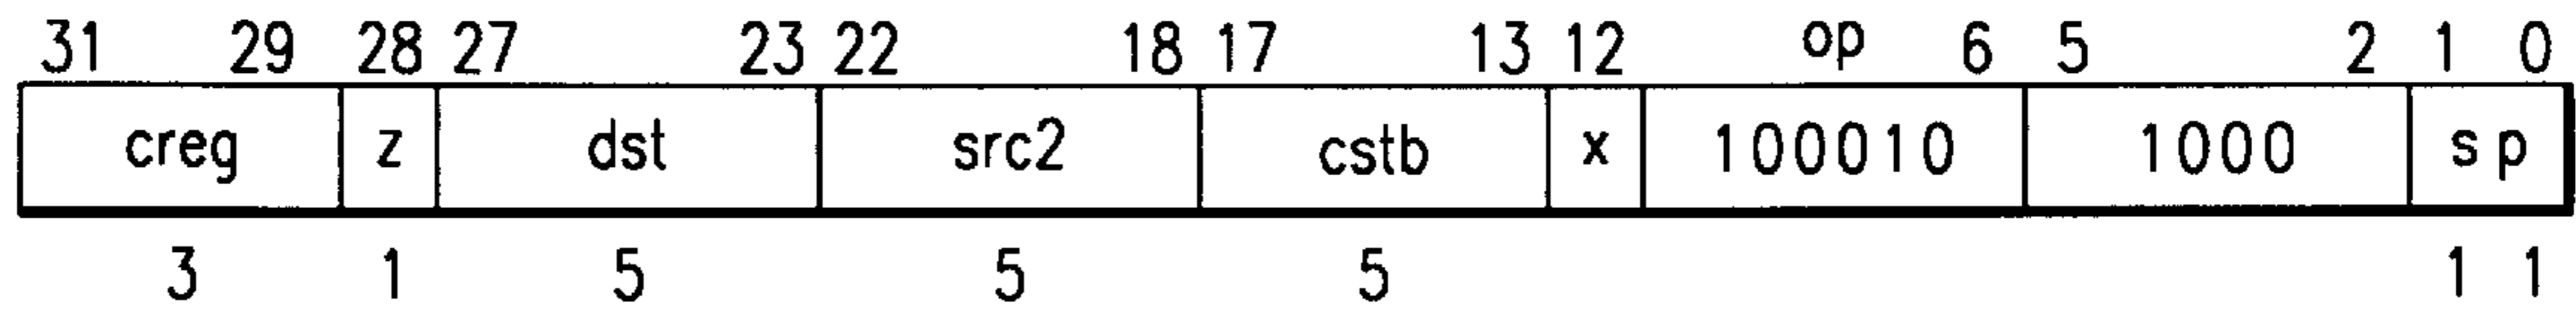 31 29 28 27 23 22 18 17 13 12 op 6 5 2 1 0
creg z dst src2 cstb x 100010 1000 s p
3 1 5 5 5 1 1